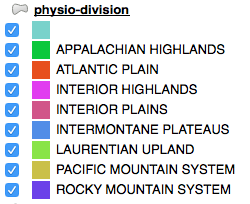 physio-division
APPALACHIAN HIGHLANDS
ATLANTIC PLAIN
INTERIOR HIGHLANDS
INTERIOR PLAINS
INTERMONTANE PLATEAUS
LAURENTIAN UPLAND
PACIFIC MOUNTAIN SYSTEM
ROCKY MOUNTAIN SYSTEM